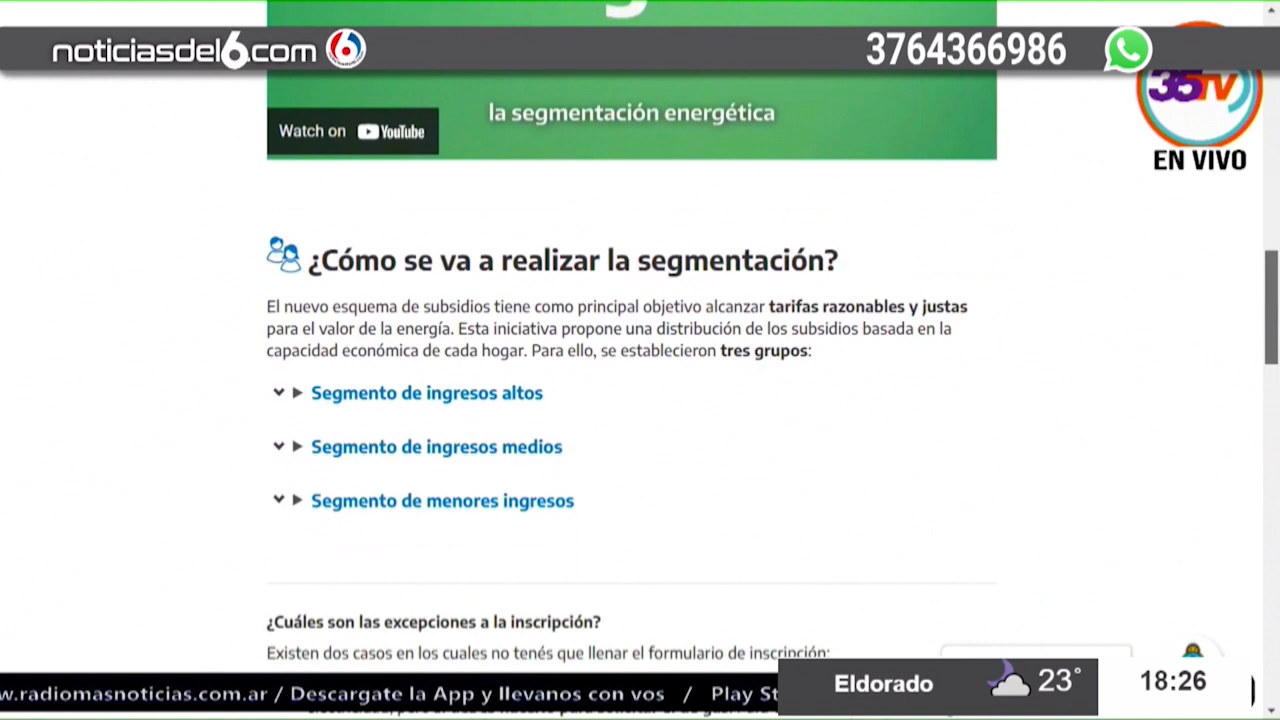 noticiasdel6.com
3764366986
35TV
EN VIVO
la segmentación energética
Watch on YouTube
¿Cómo se va a realizar la segmentación?
El nuevo esquema de subsidios tiene como principal objetivo alcanzar tarifas razonables y justas
para el valor de la energía. Esta iniciativa propone una distribución de los subsidios basada en la
capacidad económica de cada hogar. Para ello, se establecieron tres grupos:
Segmento de ingresos altos
Segmento de ingresos medios
Segmento de menores ingresos
¿Cuáles son las excepciones a la inscripción?
Existen dos casos en los cuales no tenés que llenar el formulario de inscripción:
w.radiomasnoticias.com.ar / Descargate la App y llevanos con vos / Play St
Eldorado 23°
18:26